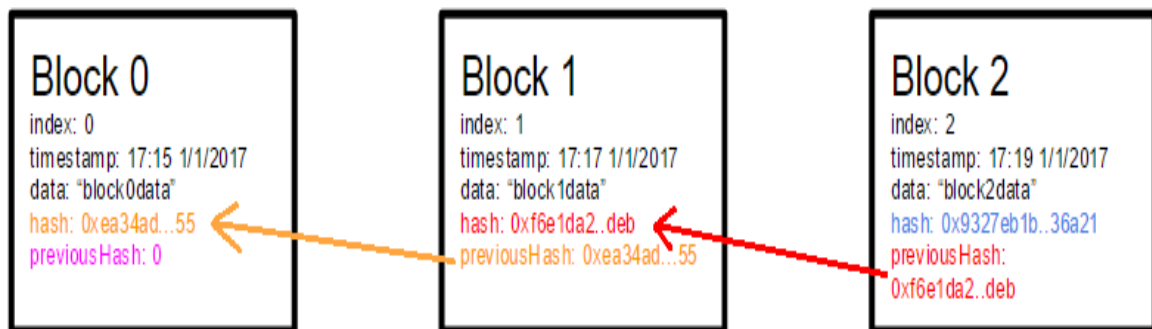 Block 0
index: 0
timestamp: 17:15 1/1/2017
data: “block0data”
hash: 0xea34ad...55
previousHash: 0
Block 1
index: 1
timestamp: 17:17 1/1/2017
data: “block1data”
hash: 0xf6e1da2..deb
previousHash: 0xea34ad...55
Block 2
index: 2
timestamp: 17:19 1/1/2017
data: “block2data”
hash: 0x9327eb1b..36a21
previousHash:
0xf6e1da2..deb